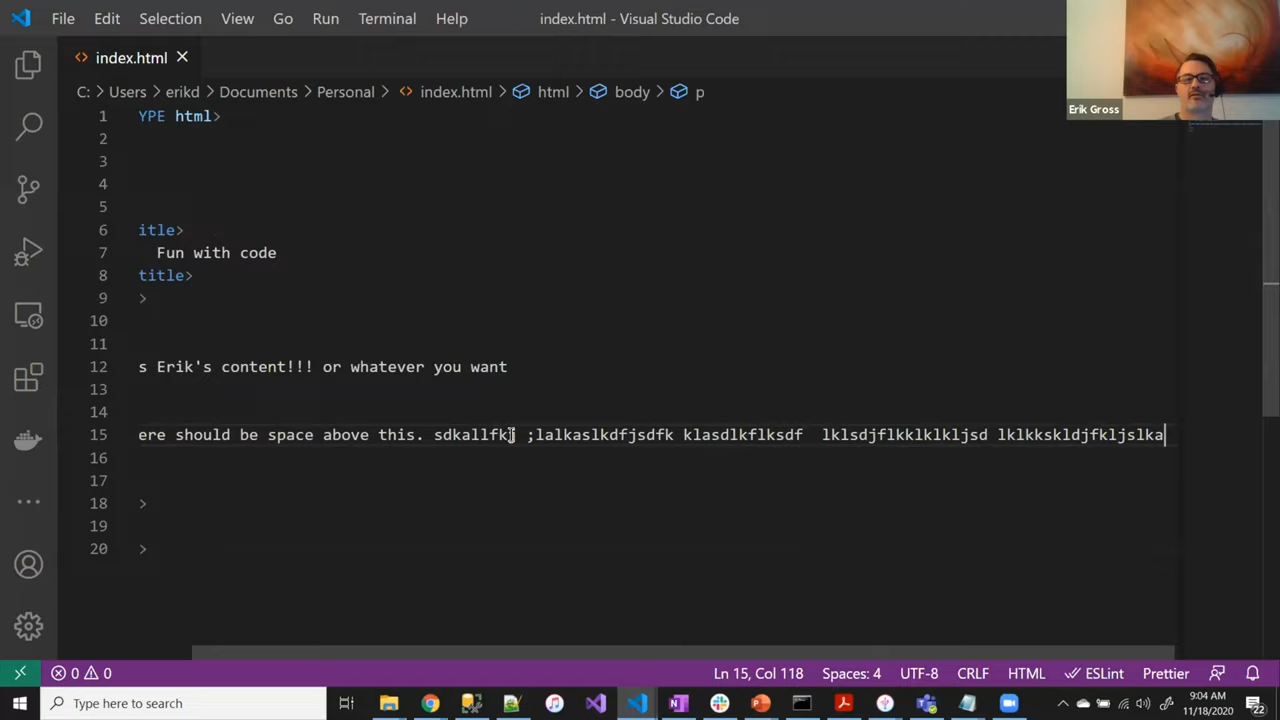 File Edit Selection View Go Run Terminal Help index.html - Visual Studio Code
index.html
C: > Users > erikd > Documents > Personal > index.html > html > body > p
Erik Gross
1 YPE html>
2
3
4
5
6 itle>
7 Fun with code
8 title>
9 >
10
11
12 s Erik's content!!! or whatever you want
13
14
15 ere should be space above this. sdkallfkj ;lalkaslkdfjsdfk klasdlkflksdf  lklsdjflkklklkljsd lklkkskldjfkljslka
16
17
18 >
19
20 >
0 0 Ln 15, Col 118 Spaces: 4 UTF-8 CRLF HTML ESLint Prettier
Type here to search
9:04 AM
11/18/2020
22